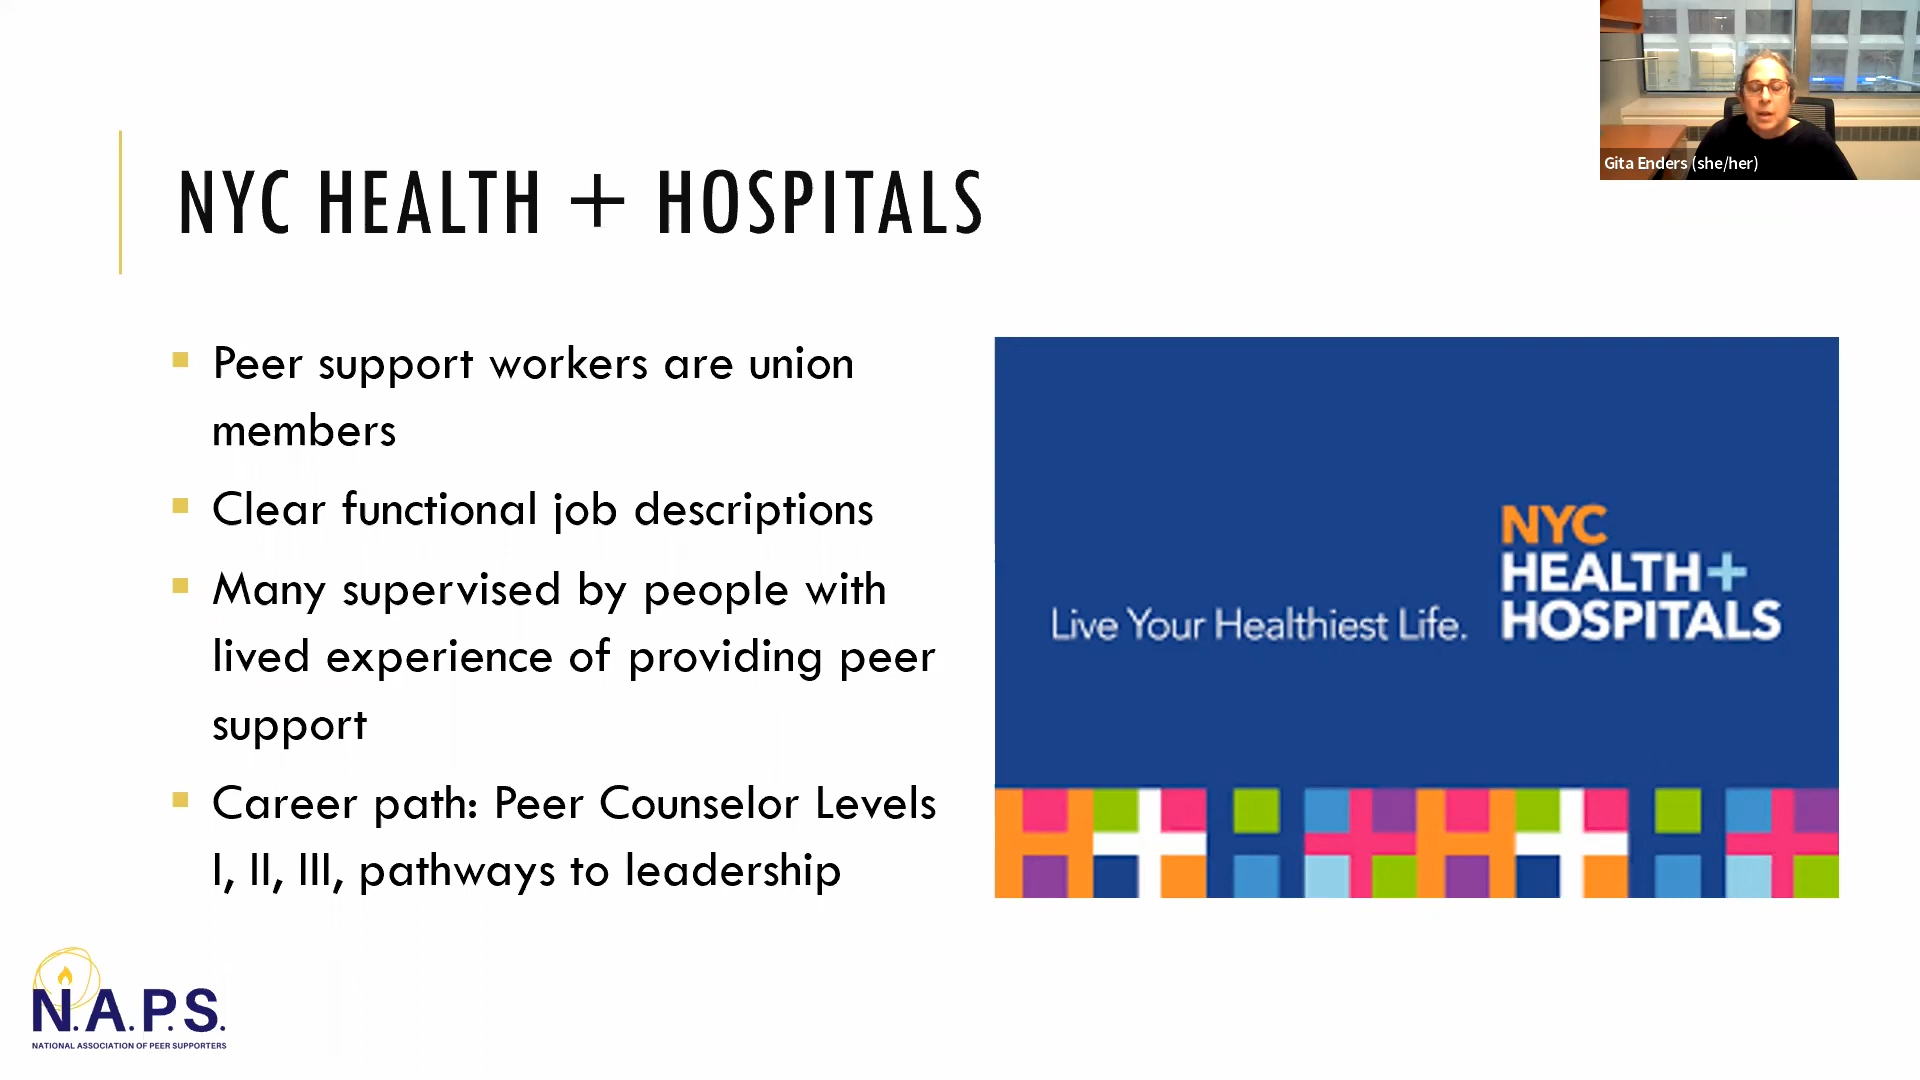 Gita Enders (she/her)
NYC HEALTH + HOSPITALS
Peer support workers are union
members
Clear functional job descriptions
Many supervised by people with
lived experience of providing peer
support
Career path: Peer Counselor Levels
I, II, III, pathways to leadership
Live Your Healthiest Life.
NYC
HEALTH+
HOSPITALS
N.A.P.S.
NATIONAL ASSOCIATION OF PEER SUPPORTERS